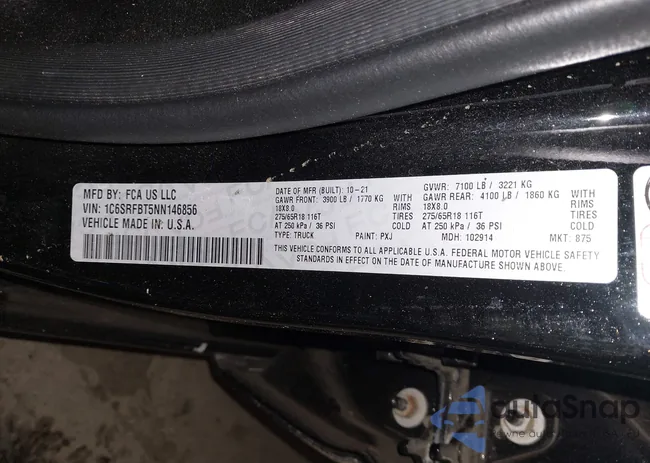 MFD BY: FCA US LLC
VIN: 1C6SRFBT5NN146856
VEHICLE MADE IN: U.S.A.
DATE OF MFR (BUILT): 10-21
GAWR FRONT: 3900 LB / 1770 KG WITH
18X8.0 RIMS
275/65R18 116T TIRES
AT 250 kPa / 36 PSI COLD
TYPE: TRUCK PAINT: PXJ
GVWR: 7100 LB / 3221 KG
GAWR REAR: 4100 LB / 1860 KG WITH
18X8.0 RIMS
275/65R18 116T TIRES
AT 250 kPa / 36 PSI COLD
MDH: 102914 MKT: 875
THIS VEHICLE CONFORMS TO ALL APPLICABLE U.S.A. FEDERAL MOTOR VEHICLE SAFETY
STANDARDS IN EFFECT ON THE DATE OF MANUFACTURE SHOWN ABOVE.
autoSnap